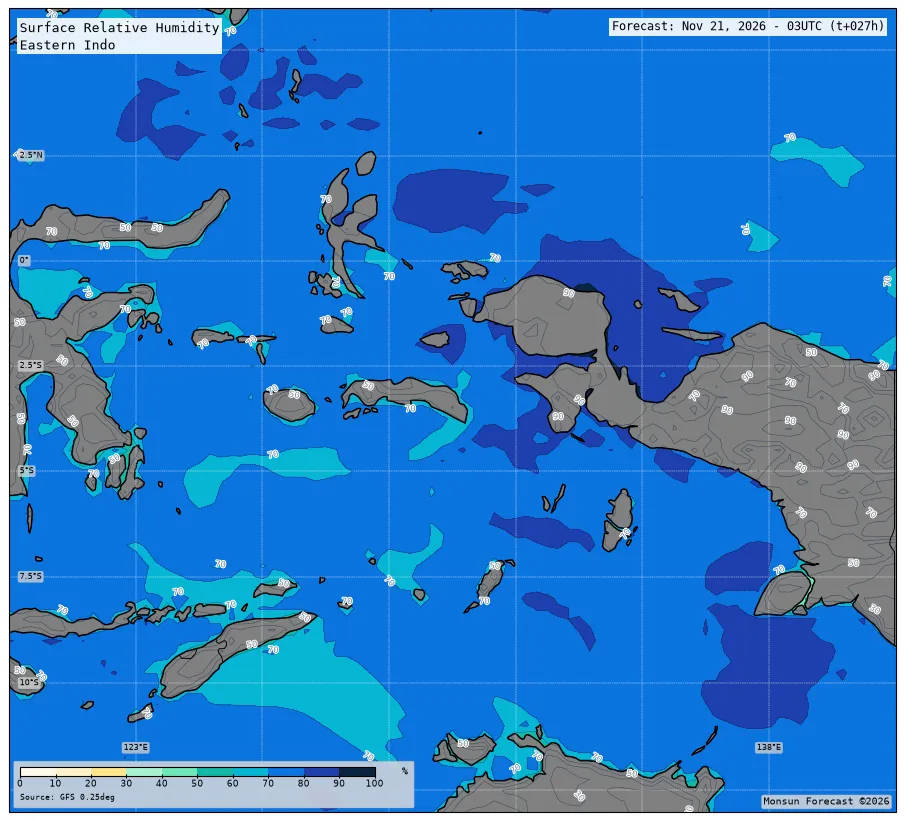 Surface Relative Humidity
Eastern Indo
Forecast: Nov 21, 2026 - 03UTC (t+027h)
2.5°N
0°
2.5°S
5°S
7.5°S
10°S
123°E
138°E
0 10 20 30 40 50 60 70 80 90 100 %
Source: GFS 0.25deg
Monsun Forecast ©2026